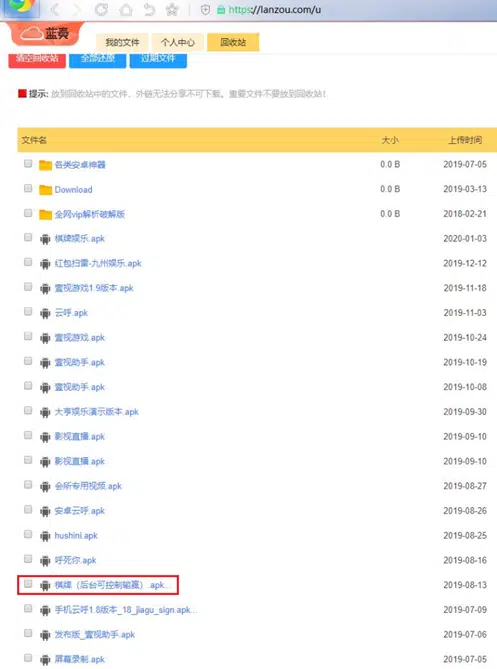 https://lanzou.com/u
蓝奏
我的文件 个人中心 回收站
清空回收站 全部还原 过期文件
提示: 放到回收站中的文件，外链无法分享不可下载。重要文件不要放到回收站！
文件名 大小 上传时间
各类安卓神器 0.0 B 2019-07-05
Download 0.0 B 2019-03-13
全网vip解析破解版 0.0 B 2018-02-21
棋牌娱乐.apk 2020-01-03
红包扫雷-九州娱乐.apk 2019-12-12
壹视游戏1.9版本.apk 2019-11-18
云呼.apk 2019-11-03
壹视游戏.apk 2019-10-24
壹视助手.apk 2019-10-19
壹视助手.apk 2019-10-08
大亨娱乐演示版本.apk 2019-09-30
影视直播.apk 2019-09-10
影视直播.apk 2019-09-10
会所专用视频.apk 2019-08-27
安卓云呼.apk 2019-08-26
hushini.apk 2019-08-25
呼死你.apk 2019-08-16
棋牌（后台可控制输赢）.apk... 2019-08-13
手机云呼1.8版本_18_jiagu_sign.apk... 2019-07-09
发布版_壹视助手.apk 2019-07-06
屏幕录制.apk 2019-07-05